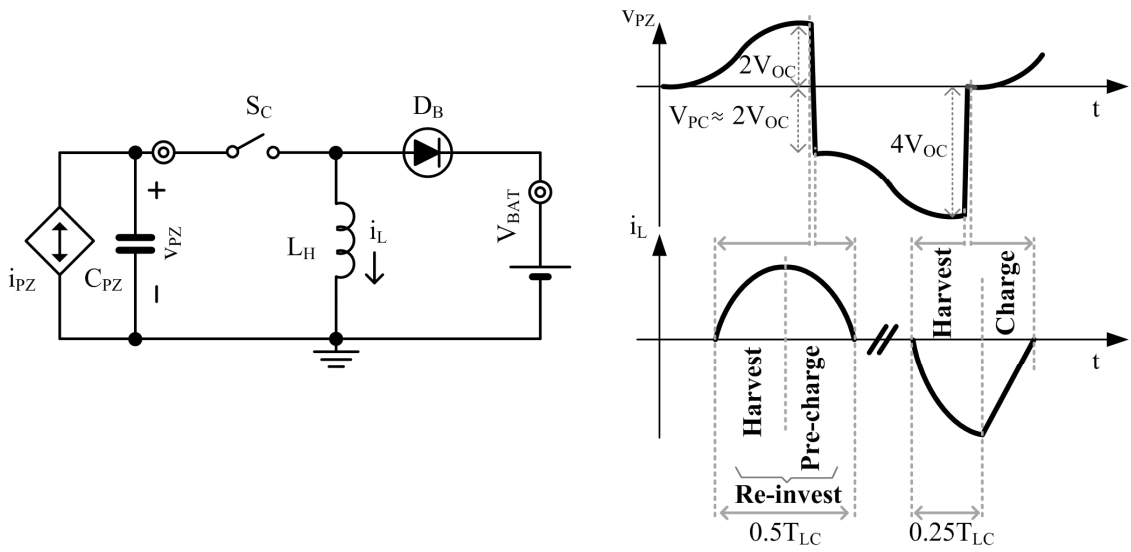 S_C
D_B
i_PZ
C_PZ
+
v_PZ
−
L_H
i_L
V_BAT
v_PZ
2V_OC
V_PC ≈ 2V_OC
4V_OC
t
i_L
Harvest
Pre-charge
Re-invest
0.5T_LC
Harvest
Charge
0.25T_LC
t